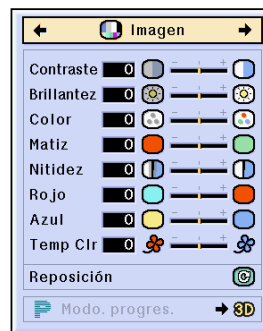 Imagen
Contraste 0
Brillantez 0
Color 0
Matiz 0
Nitidez 0
Rojo 0
Azul 0
Temp Clr 0
Reposición
P Modo. progres. 3D